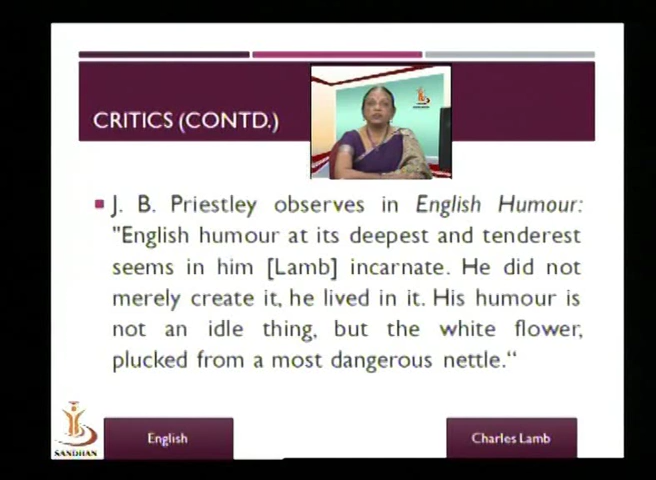 CRITICS (CONTD.)
J. B. Priestley observes in English Humour:
"English humour at its deepest and tenderest
seems in him [Lamb] incarnate. He did not
merely create it, he lived in it. His humour is
not an idle thing, but the white flower,
plucked from a most dangerous nettle.“
SANDHAN
English
Charles Lamb